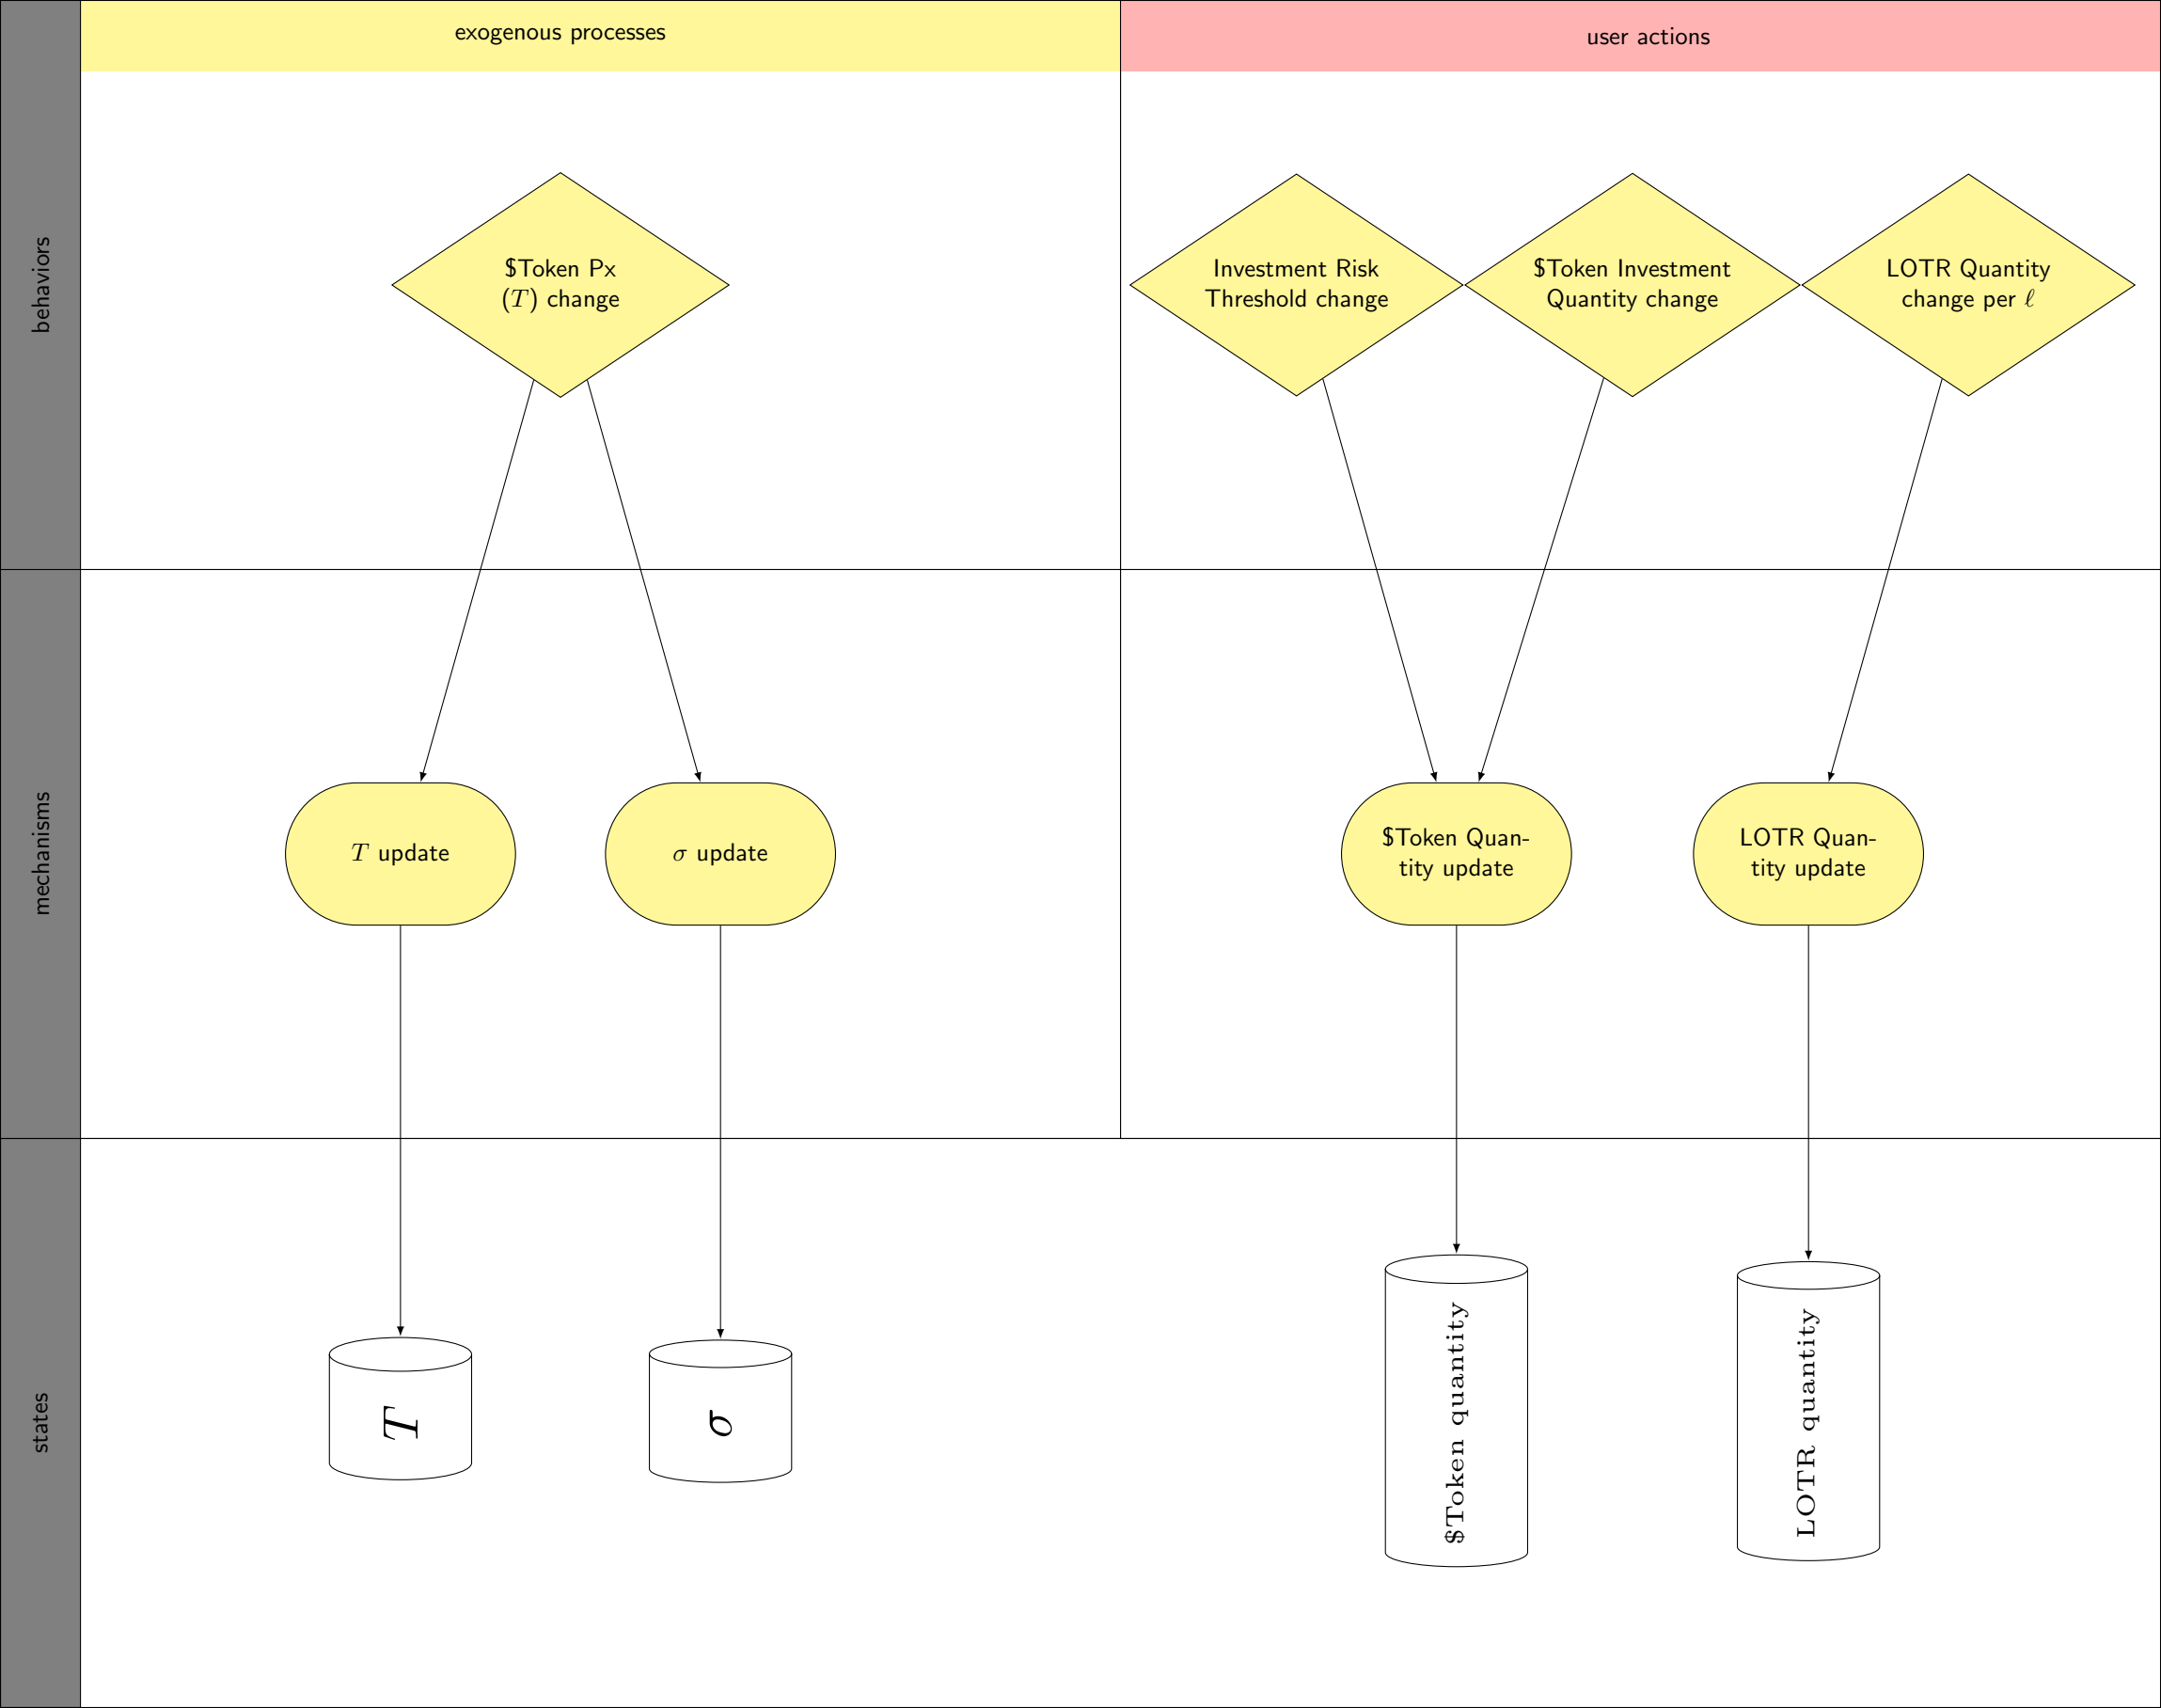 exogenous processes
user actions
behaviors
$Token Px
(T) change
Investment Risk
Threshold change
$Token Investment
Quantity change
LOTR Quantity
change per ℓ
mechanisms
T update
σ update
$Token Quan-
tity update
LOTR Quan-
tity update
states
T
σ
$Token quantity
LOTR quantity